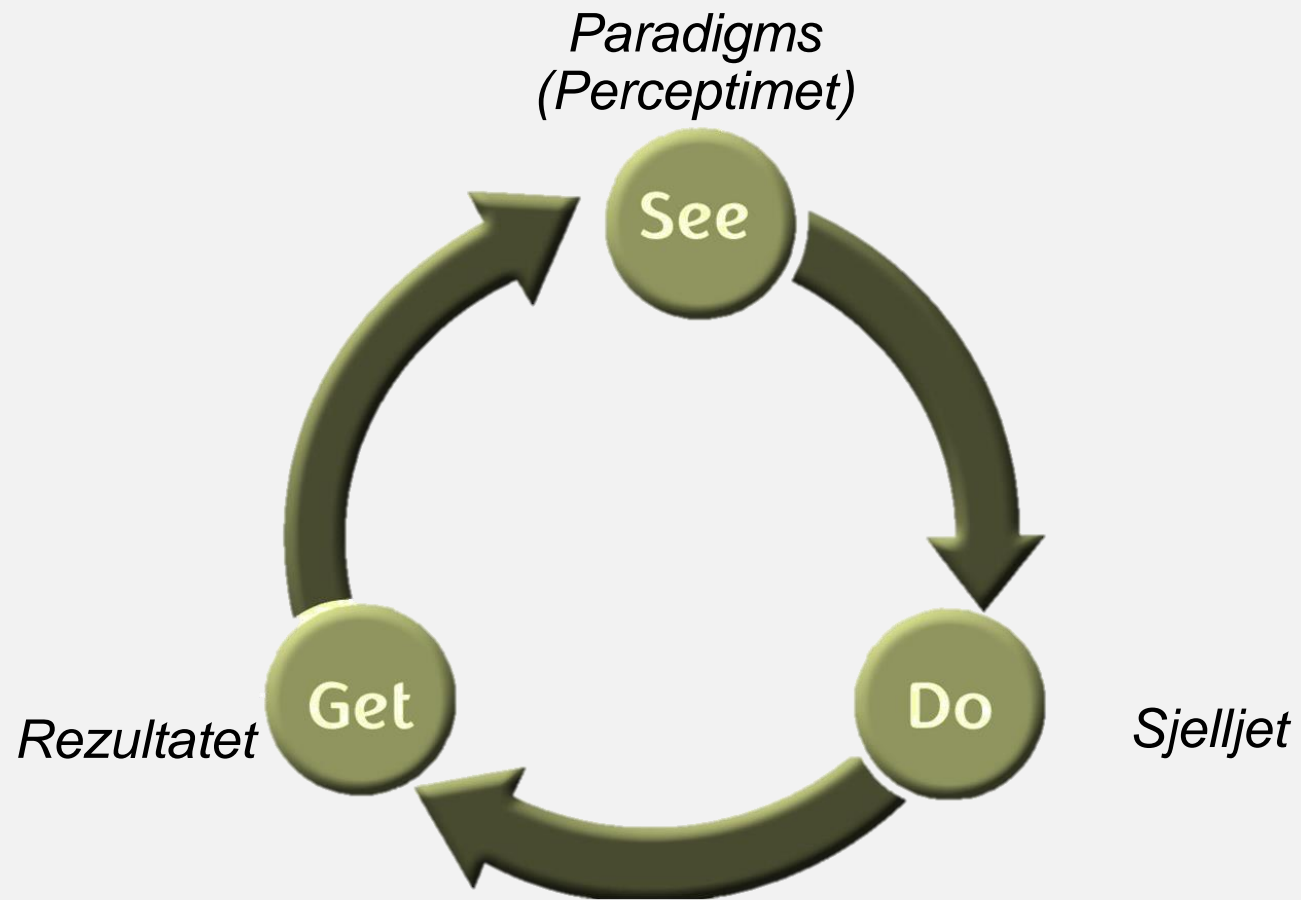 Paradigms
(Perceptimet)
See
Do
Sjelljet
Get
Rezultatet